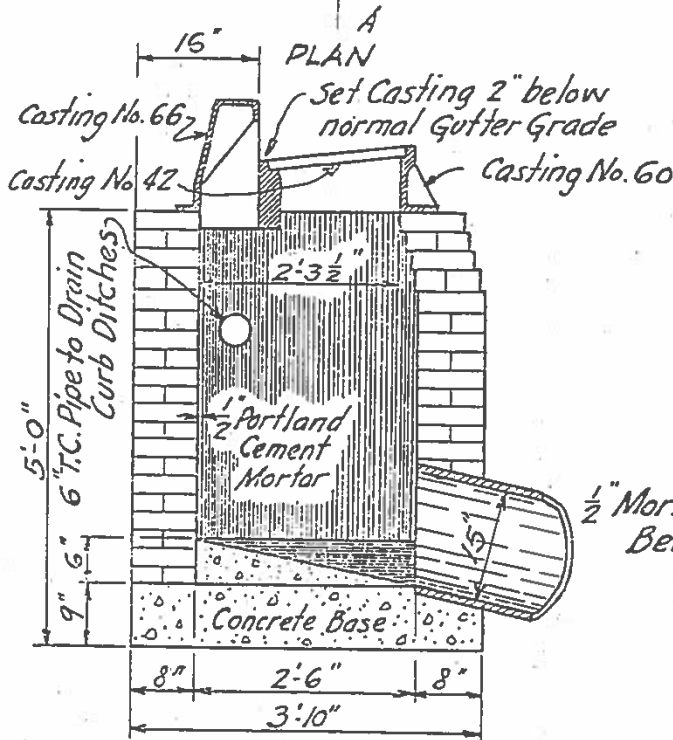 A
PLAN
15"
Casting No. 66
Set Casting 2" below
normal Gutter Grade
Casting No. 42
Casting No. 60
2'-3 1/2"
6" T.C. Pipe to Drain
Curb Ditches
5'-0"
1/2" Portland
Cement
Mortar
15"
1/2" Mor
Be
6"
9"
Concrete Base
8"
2'-6"
8"
3'-10"